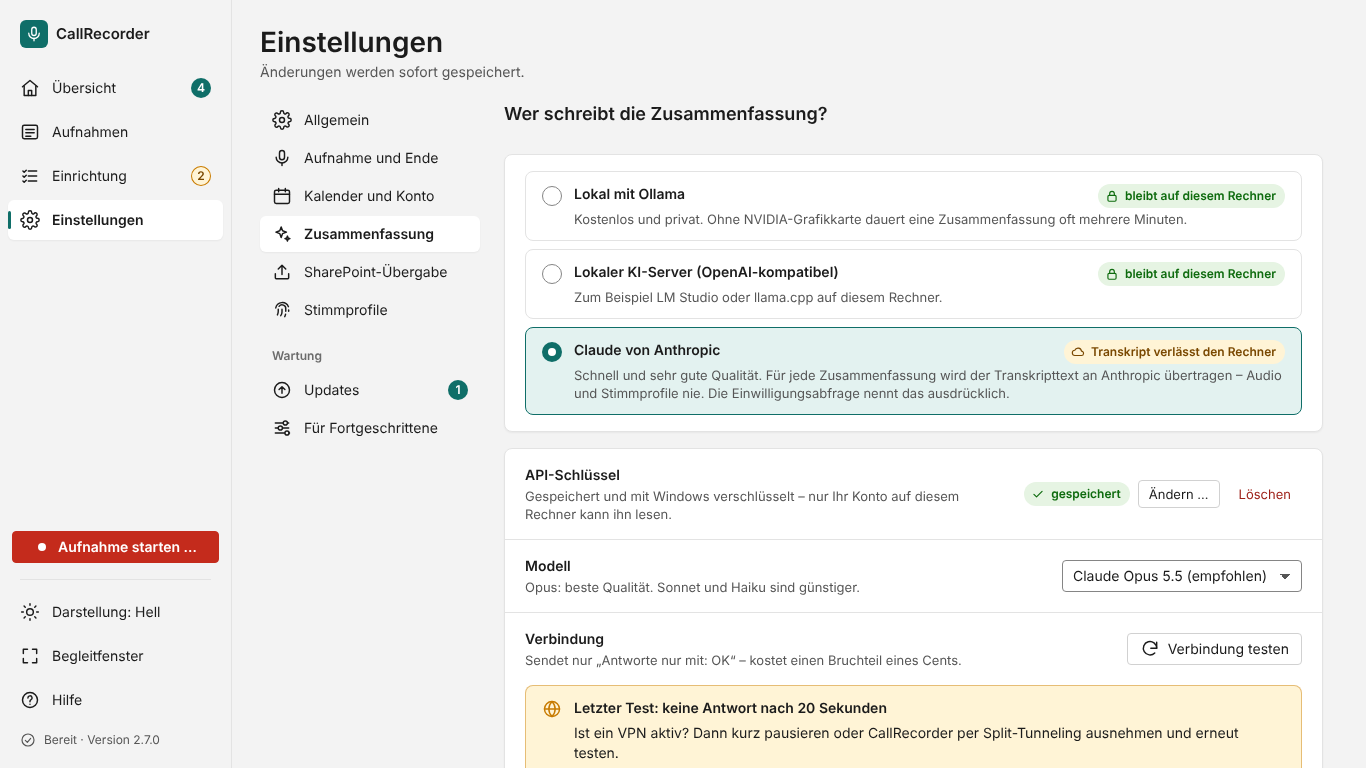 CallRecorder
Übersicht
4
Aufnahmen
Einrichtung
2
Einstellungen
Aufnahme starten ...
Darstellung: Hell
Begleitfenster
Hilfe
Bereit · Version 2.7.0
Einstellungen
Änderungen werden sofort gespeichert.
Allgemein
Aufnahme und Ende
Kalender und Konto
Zusammenfassung
SharePoint-Übergabe
Stimmprofile
Wartung
Updates
1
Für Fortgeschrittene
Wer schreibt die Zusammenfassung?
Lokal mit Ollama
bleibt auf diesem Rechner
Kostenlos und privat. Ohne NVIDIA-Grafikkarte dauert eine Zusammenfassung oft mehrere Minuten.
Lokaler KI-Server (OpenAI-kompatibel)
bleibt auf diesem Rechner
Zum Beispiel LM Studio oder llama.cpp auf diesem Rechner.
Claude von Anthropic
Transkript verlässt den Rechner
Schnell und sehr gute Qualität. Für jede Zusammenfassung wird der Transkripttext an Anthropic übertragen – Audio
und Stimmprofile nie. Die Einwilligungsabfrage nennt das ausdrücklich.
API-Schlüssel
Gespeichert und mit Windows verschlüsselt – nur Ihr Konto auf diesem
Rechner kann ihn lesen.
gespeichert
Ändern ...
Löschen
Modell
Opus: beste Qualität. Sonnet und Haiku sind günstiger.
Claude Opus 5.5 (empfohlen)
Verbindung
Sendet nur „Antworte nur mit: OK“ – kostet einen Bruchteil eines Cents.
Verbindung testen
Letzter Test: keine Antwort nach 20 Sekunden
Ist ein VPN aktiv? Dann kurz pausieren oder CallRecorder per Split-Tunneling ausnehmen und erneut
testen.